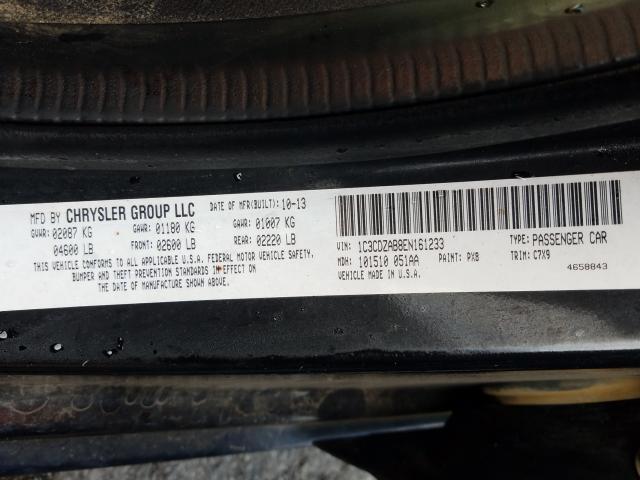 MFD BY CHRYSLER GROUP LLC DATE OF MFR(BUILT): 10-13
GVWR: 02087 KG GAWR: 01180 KG GAWR: 01007 KG
04600 LB FRONT: 02600 LB REAR: 02220 LB
THIS VEHICLE CONFORMS TO ALL APPLICABLE U.S.A. FEDERAL MOTOR VEHICLE SAFETY,
BUMPER AND THEFT PREVENTION STANDARDS IN EFFECT ON
THE DATE OF MANUFACTURE SHOWN ABOVE.
VIN: 1C3CDZAB8EN161233 TYPE: PASSENGER CAR
MDH: 101510 051AA PAINT: PX8 TRIM: C7X9
VEHICLE MADE IN U.S.A. 4658843